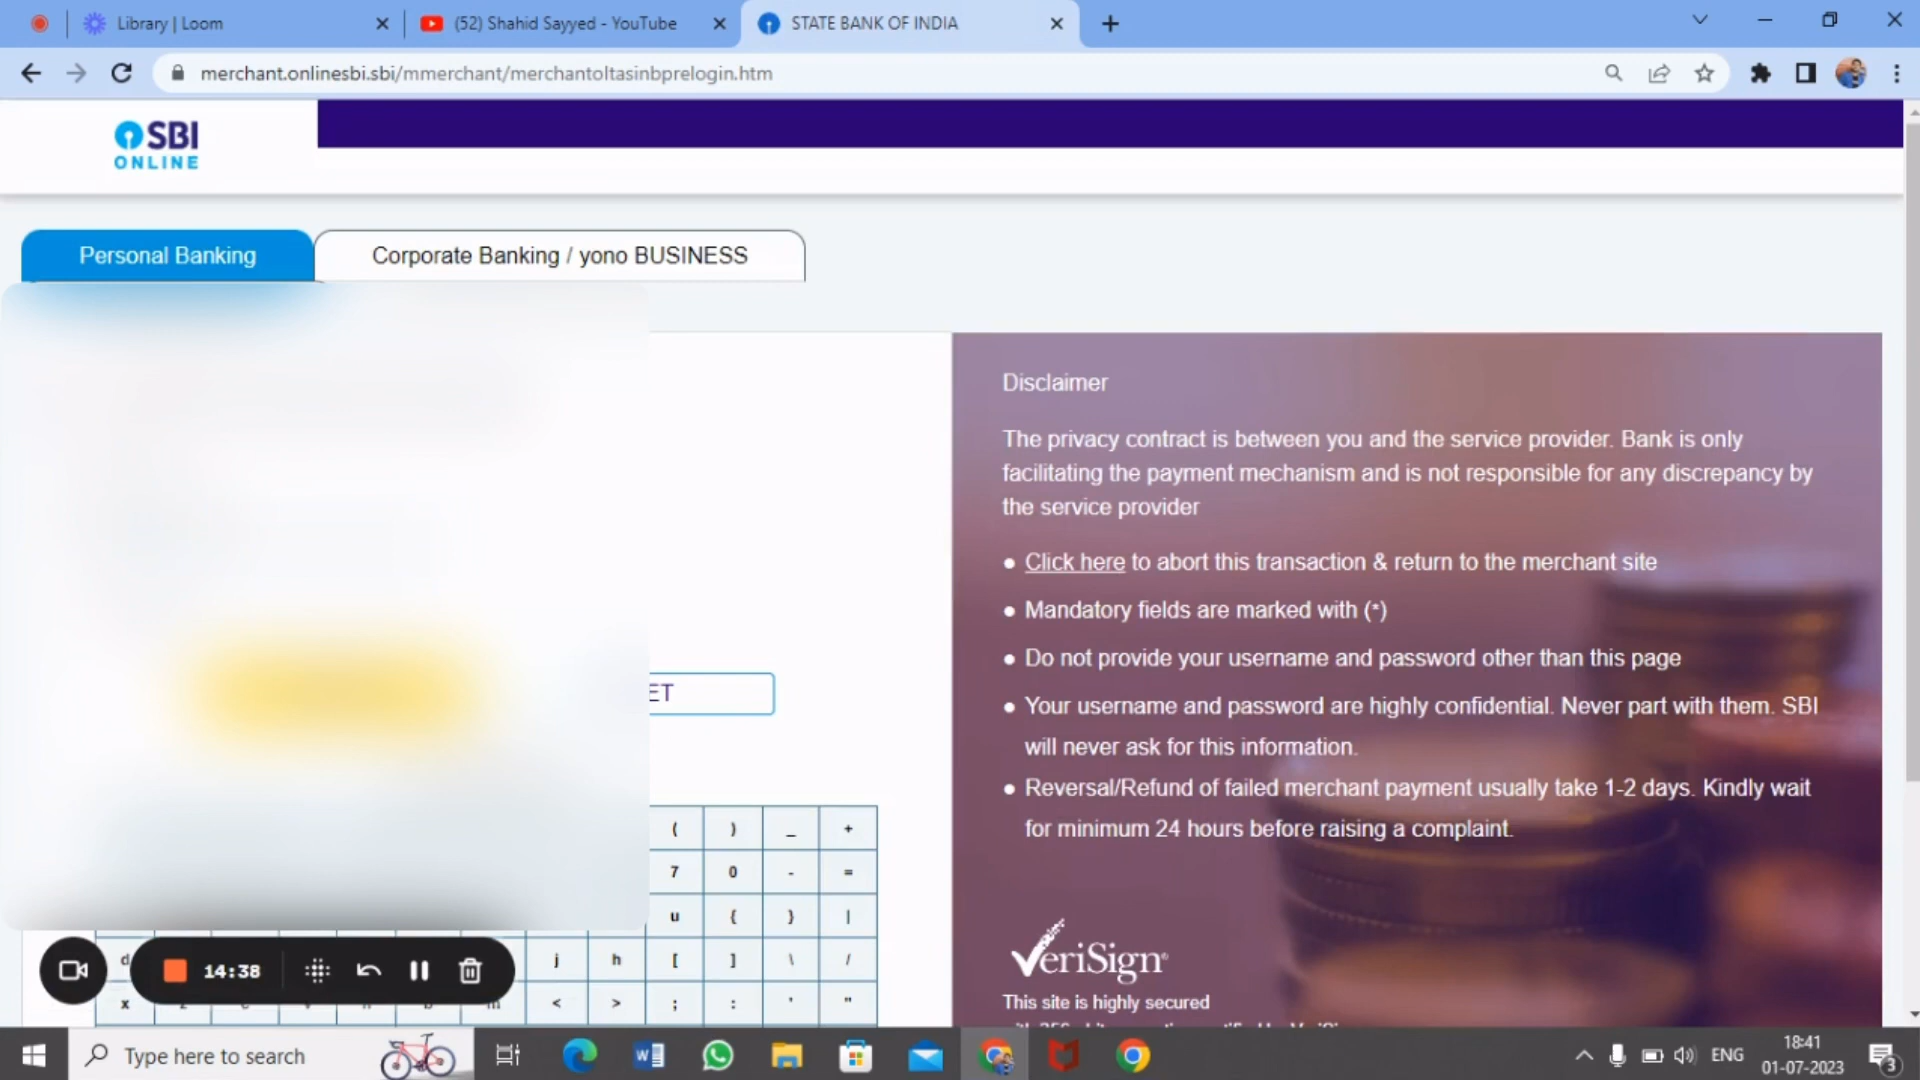 Library | Loom
(52) Shahid Sayyed - YouTube
STATE BANK OF INDIA
merchant.onlinesbi.sbi/mmerchant/merchantoltasinbprelogin.htm
SBI
ONLINE
Personal Banking
Corporate Banking / yono BUSINESS
Disclaimer
The privacy contract is between you and the service provider. Bank is only
facilitating the payment mechanism and is not responsible for any discrepancy by
the service provider
• Click here to abort this transaction & return to the merchant site
• Mandatory fields are marked with (*)
• Do not provide your username and password other than this page
• Your username and password are highly confidential. Never part with them. SBI
will never ask for this information.
• Reversal/Refund of failed merchant payment usually take 1-2 days. Kindly wait
for minimum 24 hours before raising a complaint.
ET
( ) _ +
7 0 - =
u { } |
d j h [ ] \ /
x < > ; : ' "
14:38
VeriSign
This site is highly secured
Type here to search
ENG
18:41
01-07-2023
3